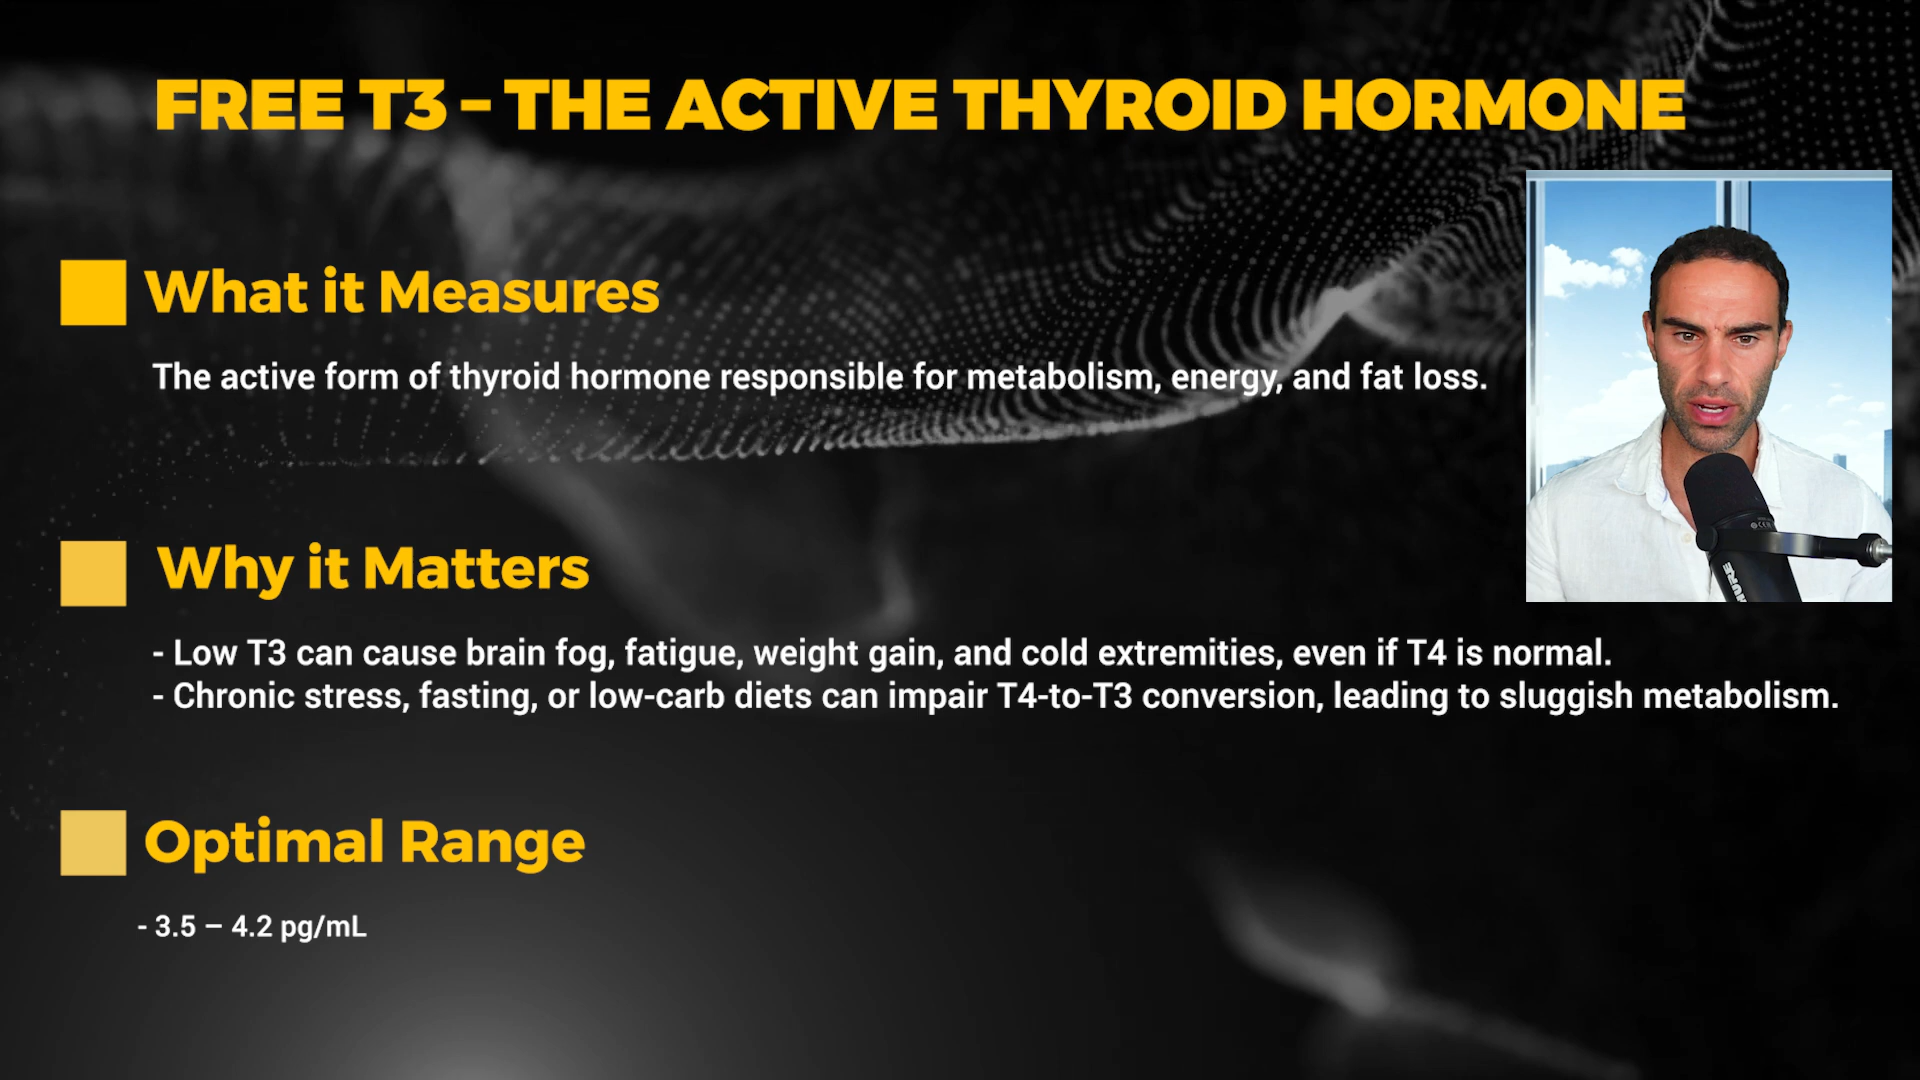 FREE T3 – THE ACTIVE THYROID HORMONE
What it Measures
The active form of thyroid hormone responsible for metabolism, energy, and fat loss.
Why it Matters
- Low T3 can cause brain fog, fatigue, weight gain, and cold extremities, even if T4 is normal.
- Chronic stress, fasting, or low-carb diets can impair T4-to-T3 conversion, leading to sluggish metabolism.
Optimal Range
- 3.5 – 4.2 pg/mL